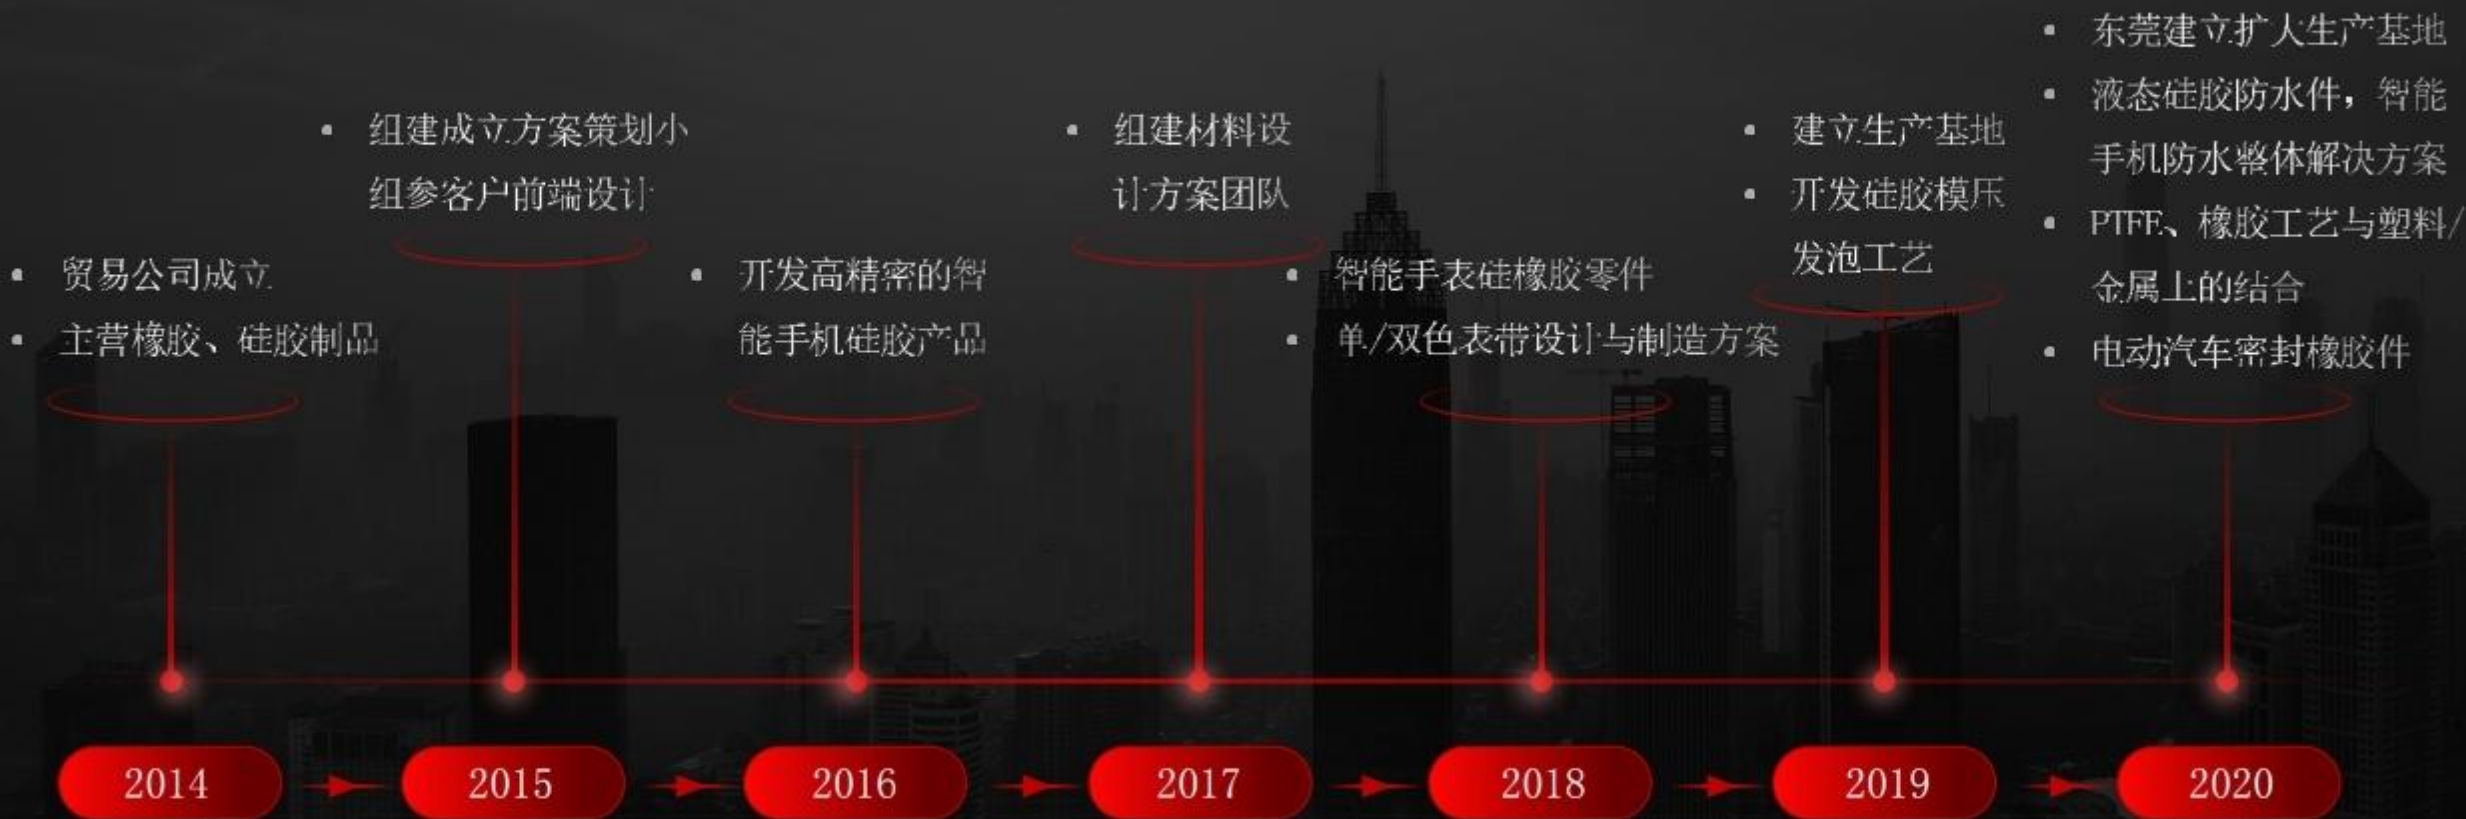 • 贸易公司成立
• 主营橡胶、硅胶制品
2014
• 组建成立方案策划小
组参客户前端设计
2015
• 开发高精密的智
能手机硅胶产品
2016
• 组建材料设
计方案团队
2017
• 智能手表硅橡胶零件
• 单/双色表带设计与制造方案
2018
• 建立生产基地
• 开发硅胶模压
发泡工艺
2019
• 东莞建立扩大生产基地
• 液态硅胶防水件，智能
手机防水整体解决方案
• PTFE、橡胶工艺与塑料/
金属上的结合
• 电动汽车密封橡胶件
2020